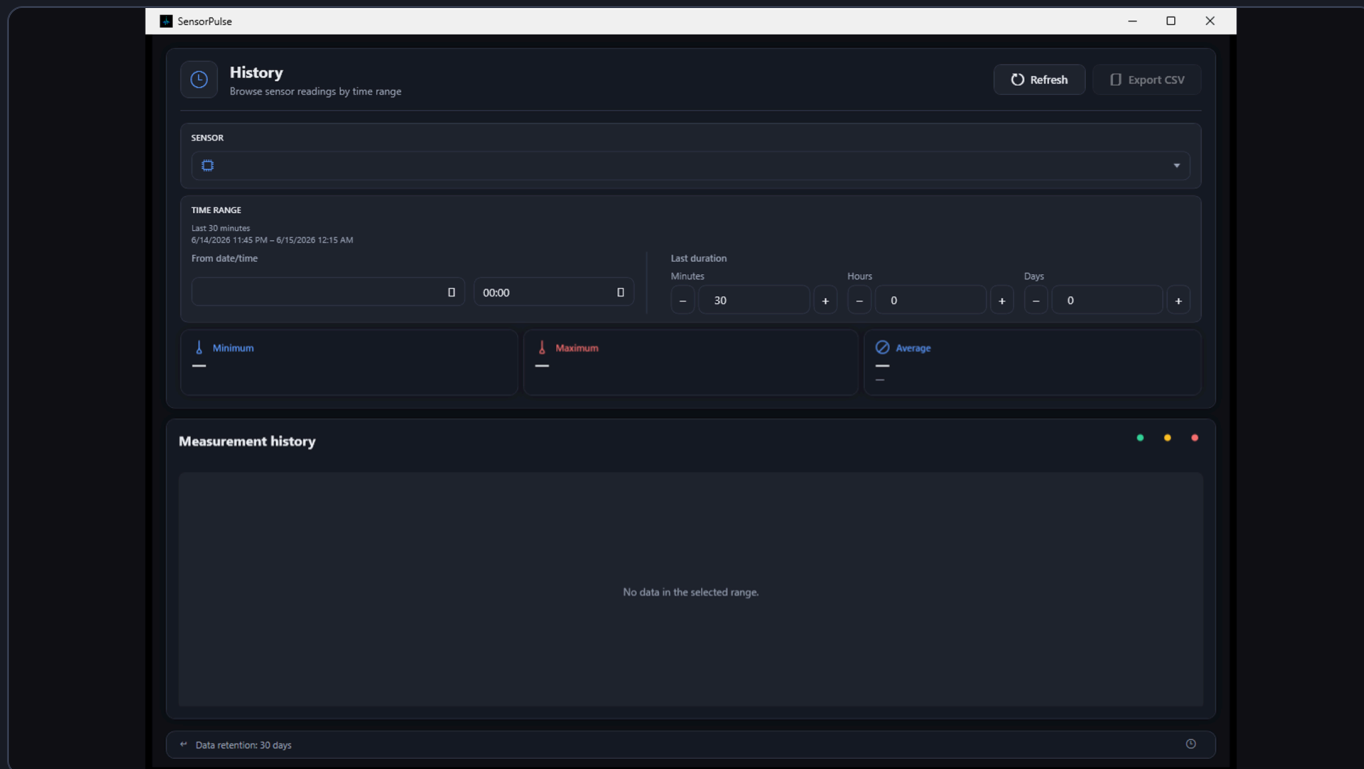 SensorPulse
History
Browse sensor readings by time range
Refresh
Export CSV
SENSOR
TIME RANGE
Last 30 minutes
6/14/2026 11:45 PM – 6/15/2026 12:15 AM
From date/time
00:00
Last duration
Minutes
− 30 +
Hours
− 0 +
Days
− 0 +
Minimum
—
Maximum
—
Average
—
—
Measurement history
No data in the selected range.
Data retention: 30 days